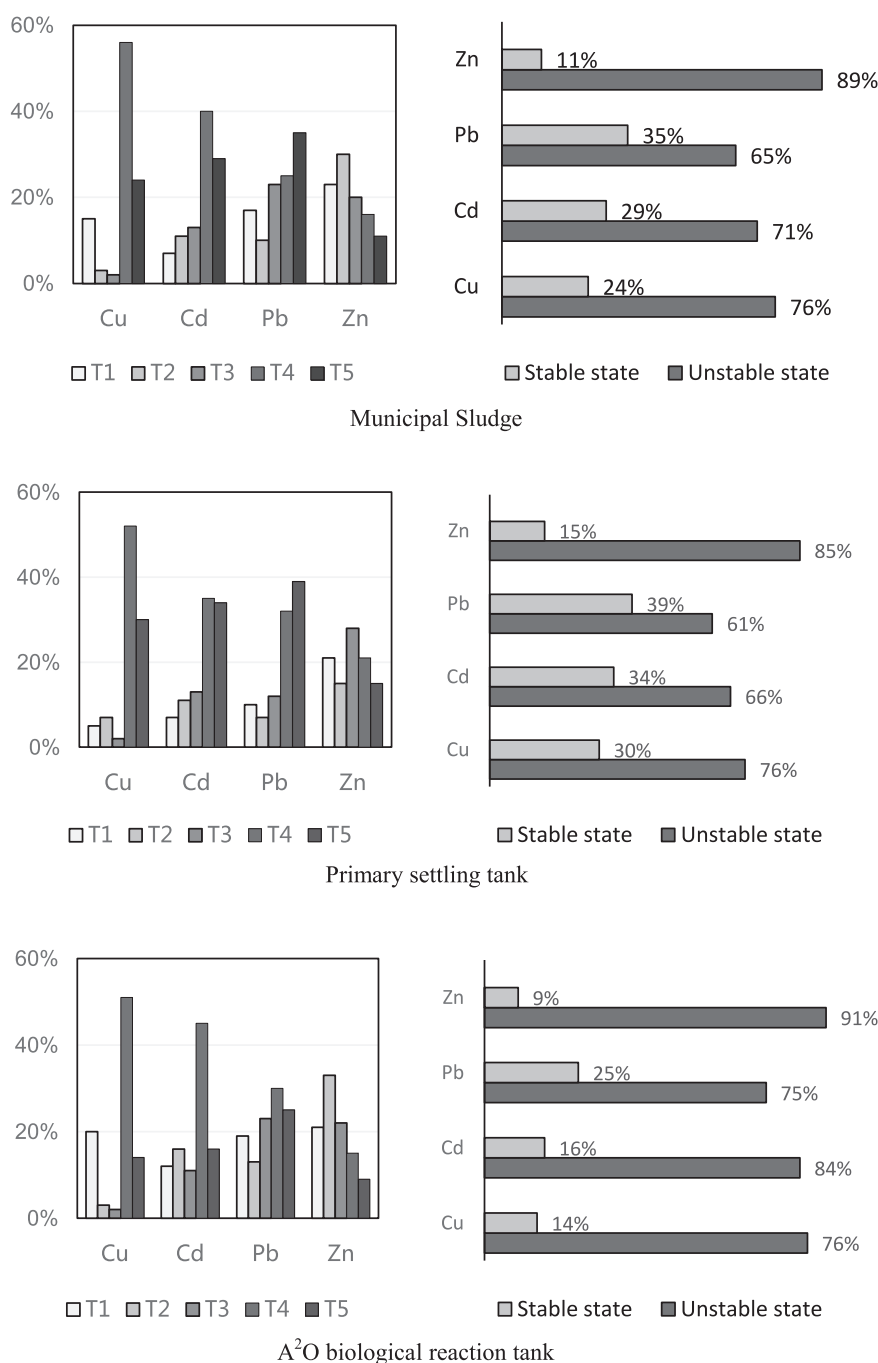 60%
40%
20%
0%
Cu Cd Pb Zn
T1 T2 T3 T4 T5
Zn 11%
89%
Pb 35%
65%
Cd 29%
71%
Cu 24%
76%
Stable state Unstable state
Municipal Sludge
60%
40%
20%
0%
Cu Cd Pb Zn
T1 T2 T3 T4 T5
Zn 15%
85%
Pb 39%
61%
Cd 34%
66%
Cu 30%
76%
Stable state Unstable state
Primary settling tank
60%
40%
20%
0%
Cu Cd Pb Zn
T1 T2 T3 T4 T5
Zn 9%
91%
Pb 25%
75%
Cd 16%
84%
Cu 14%
76%
Stable state Unstable state
A²O biological reaction tank